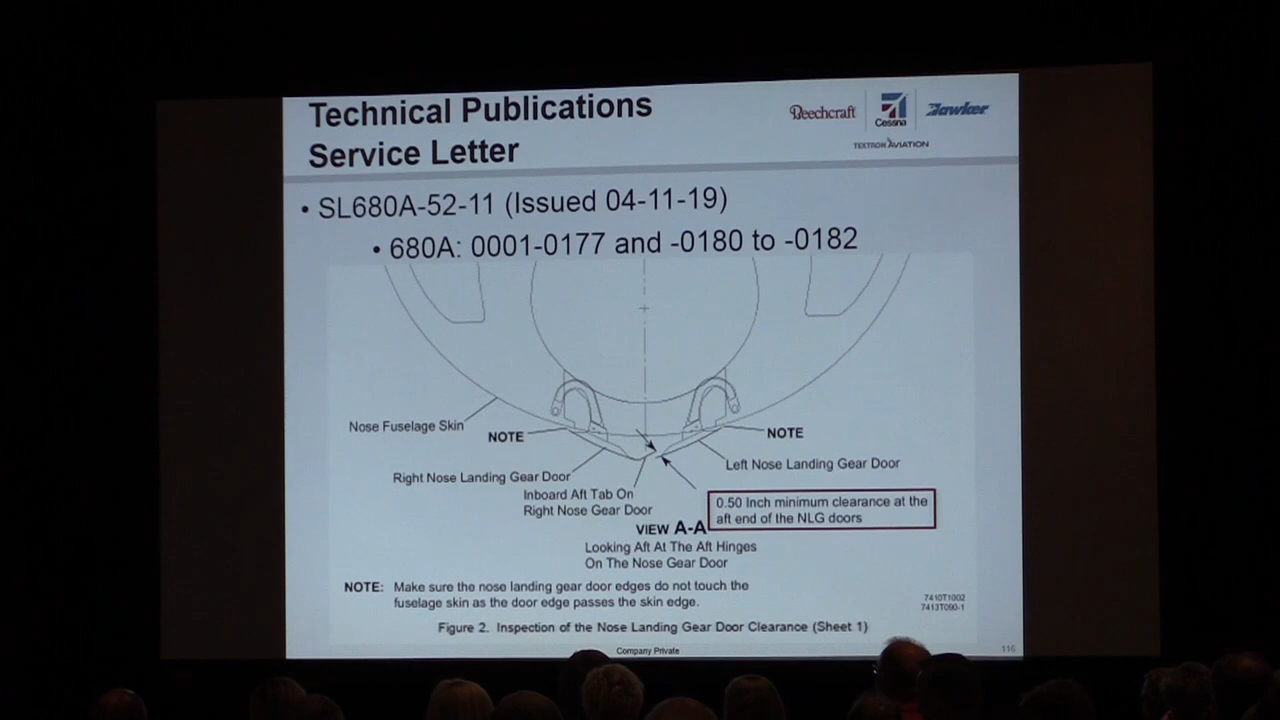 Technical Publications
Service Letter
Beechcraft
Cessna
Hawker
TEXTRON AVIATION
• SL680A-52-11 (Issued 04-11-19)
• 680A: 0001-0177 and -0180 to -0182
Nose Fuselage Skin
NOTE
NOTE
Right Nose Landing Gear Door
Left Nose Landing Gear Door
Inboard Aft Tab On
Right Nose Gear Door
0.50 Inch minimum clearance at the
aft end of the NLG doors
VIEW A-A
Looking Aft At The Aft Hinges
On The Nose Gear Door
NOTE: Make sure the nose landing gear door edges do not touch the
fuselage skin as the door edge passes the skin edge.
7410T1002
7413T090-1
Figure 2. Inspection of the Nose Landing Gear Door Clearance (Sheet 1)
Company Private
116